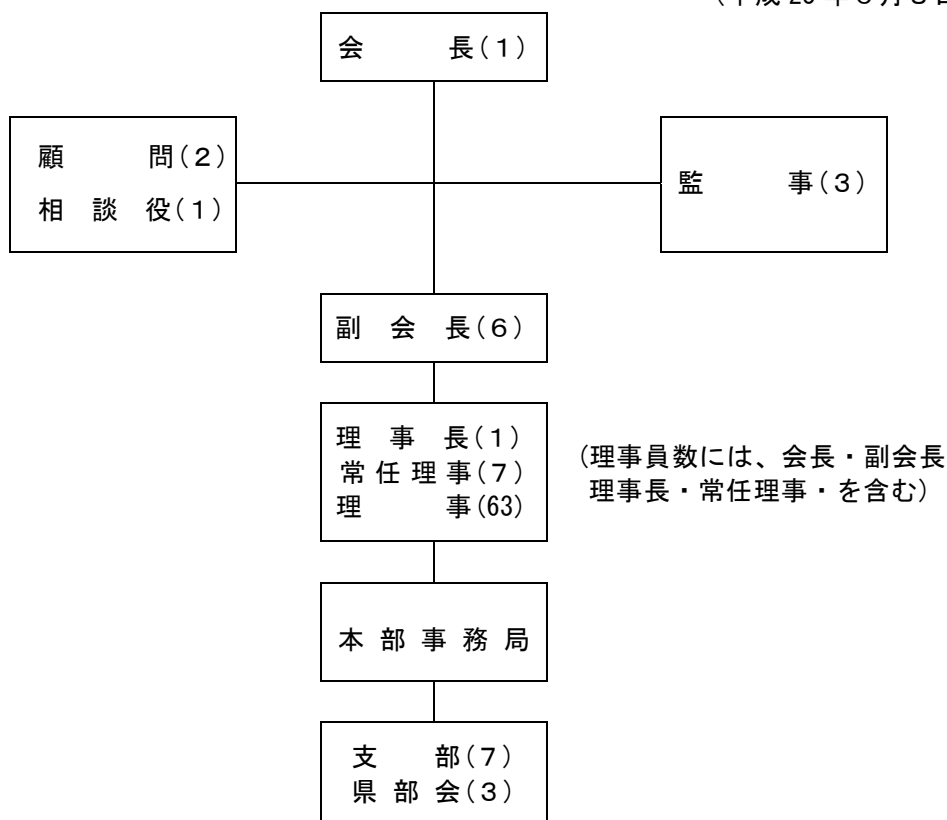 会長(1)
顧問(2)
相談役(1)
監事(3)
副会長(6)
理事長(1)
常任理事(7)
理事(63)
(理事員数には、会長・副会長
理事長・常任理事・を含む)
本部事務局
支部(7)
県部会(3)